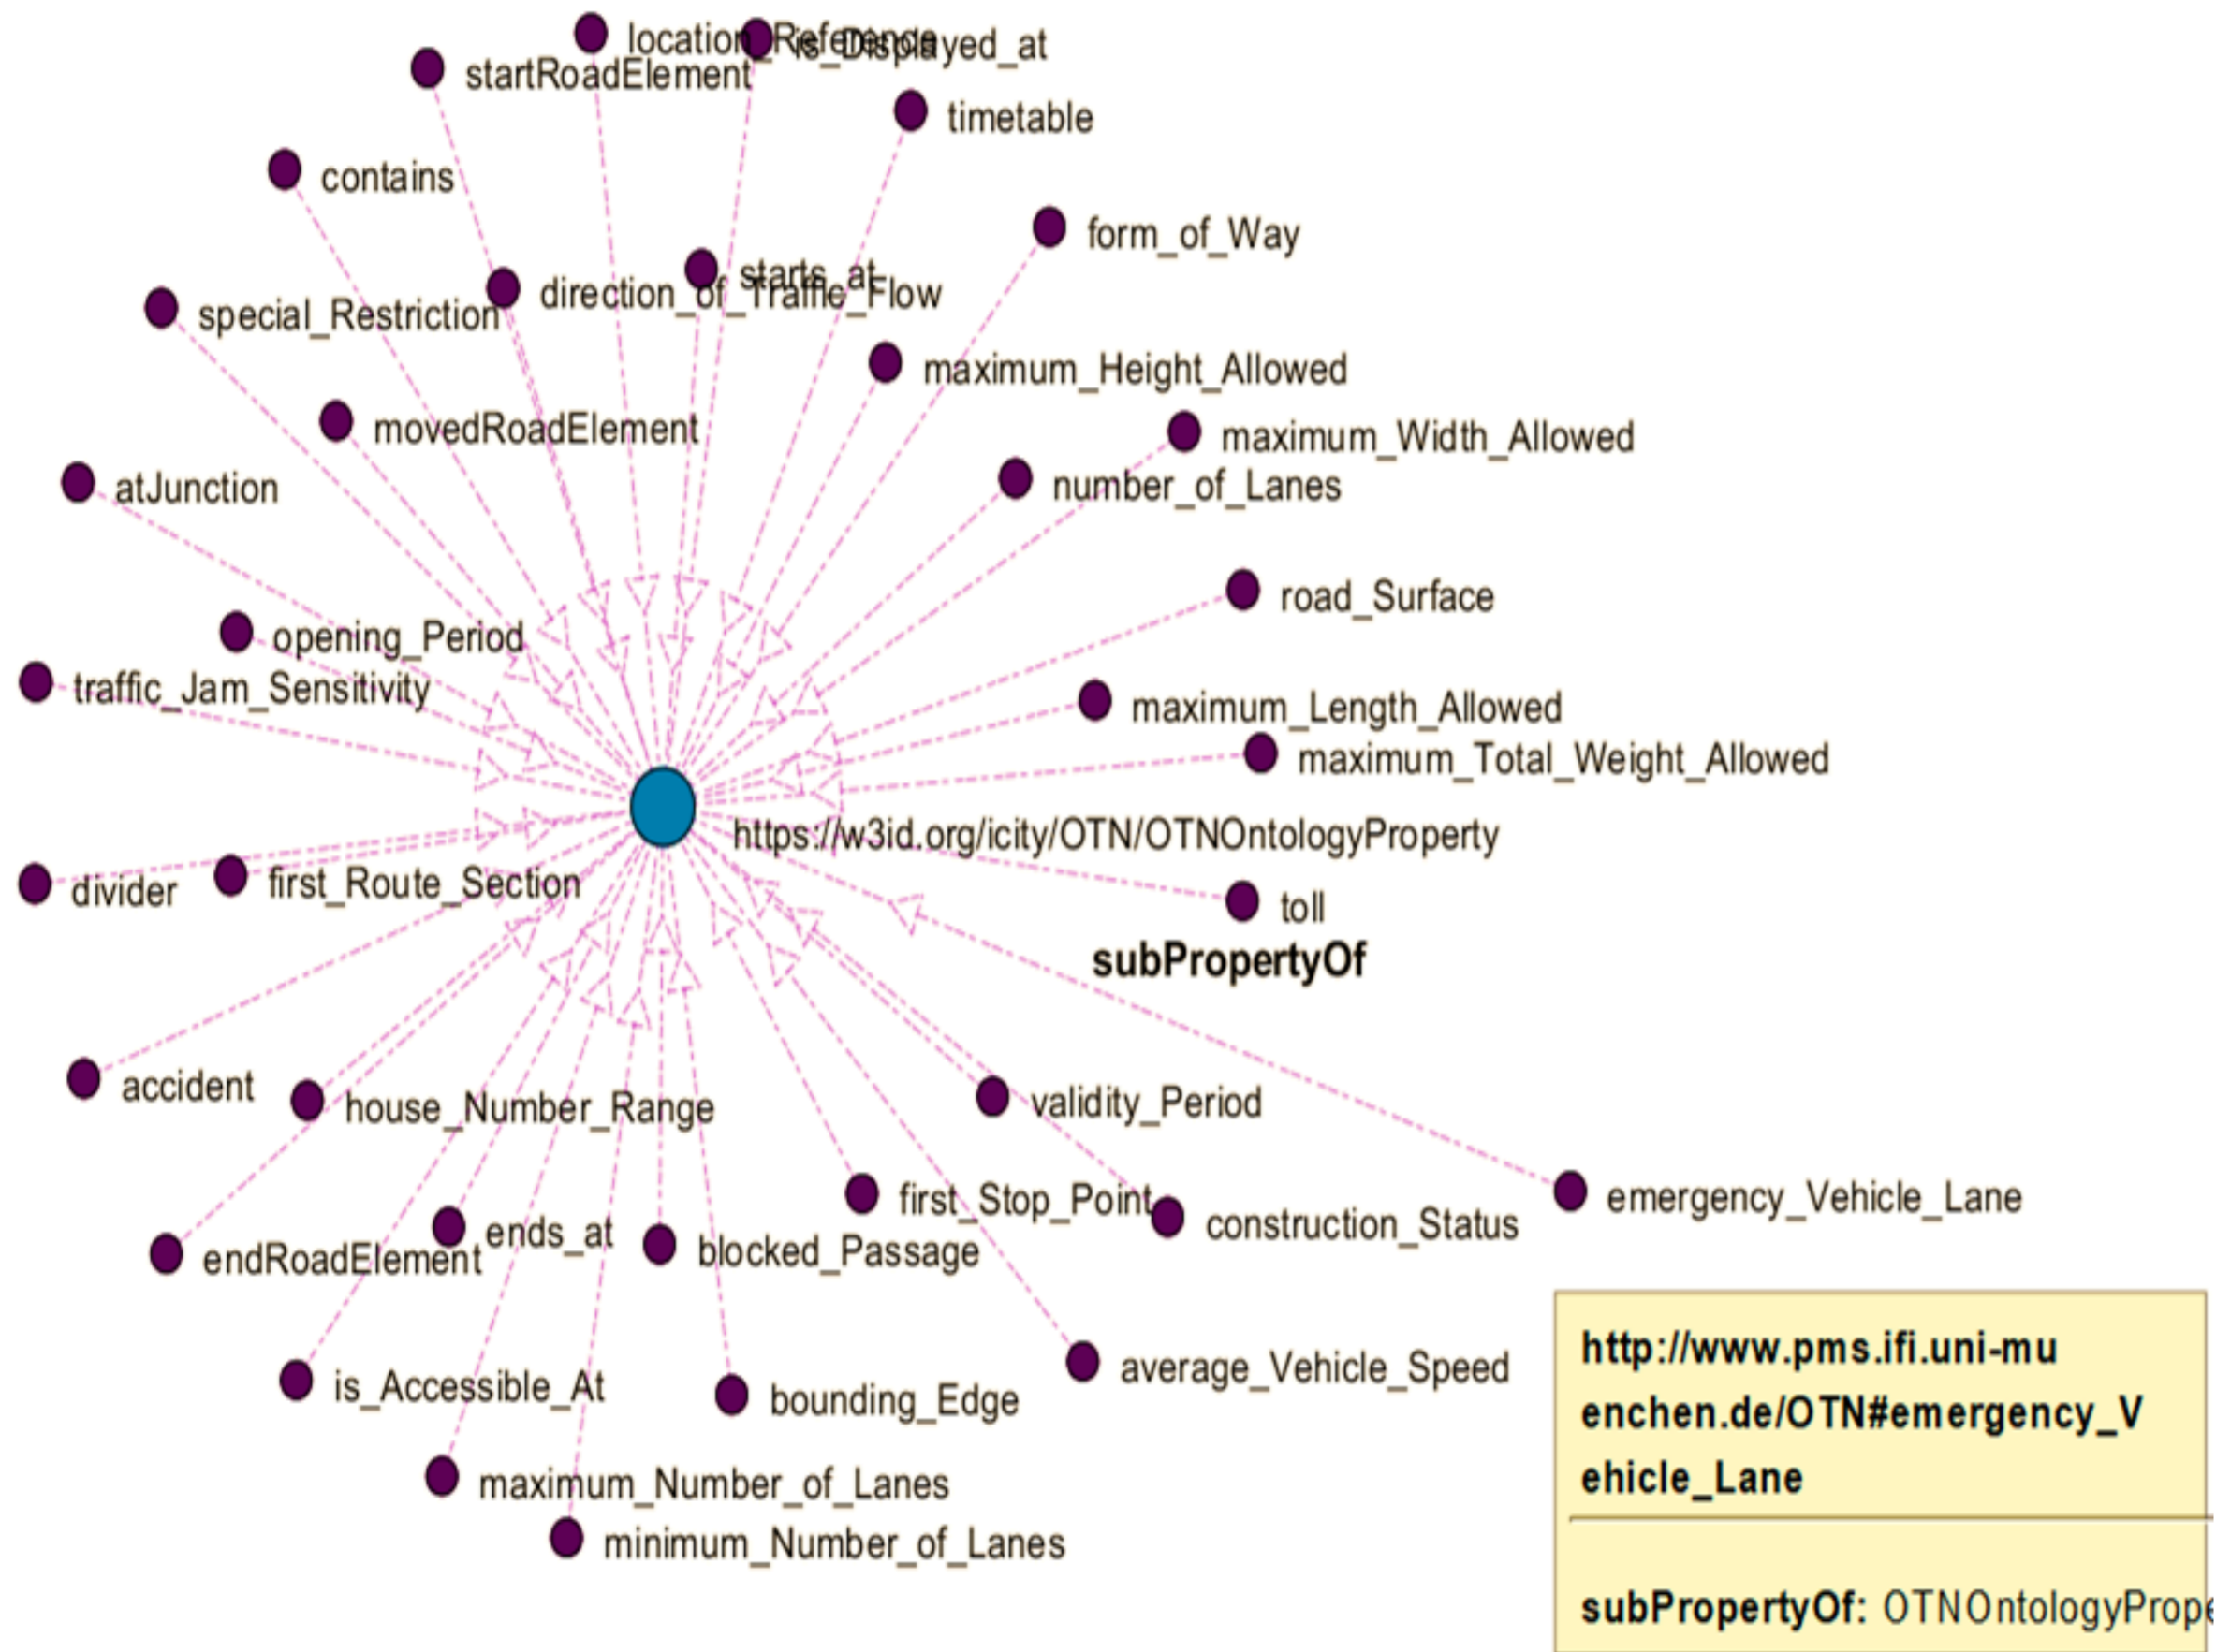 location_Reference
is_Displayed_at
startRoadElement
timetable
contains
form_of_Way
starts_at
direction_of_Traffic_Flow
special_Restriction
maximum_Height_Allowed
movedRoadElement
maximum_Width_Allowed
number_of_Lanes
atJunction
road_Surface
opening_Period
traffic_Jam_Sensitivity
maximum_Length_Allowed
maximum_Total_Weight_Allowed
https://w3id.org/icity/OTN/OTNOntologyProperty
divider
first_Route_Section
toll
subPropertyOf
accident
house_Number_Range
validity_Period
first_Stop_Point
emergency_Vehicle_Lane
construction_Status
ends_at
endRoadElement
blocked_Passage
average_Vehicle_Speed
is_Accessible_At
bounding_Edge
maximum_Number_of_Lanes
minimum_Number_of_Lanes
http://www.pms.ifi.uni-mu
enchen.de/OTN#emergency_V
ehicle_Lane
subPropertyOf: OTNOntologyPrope